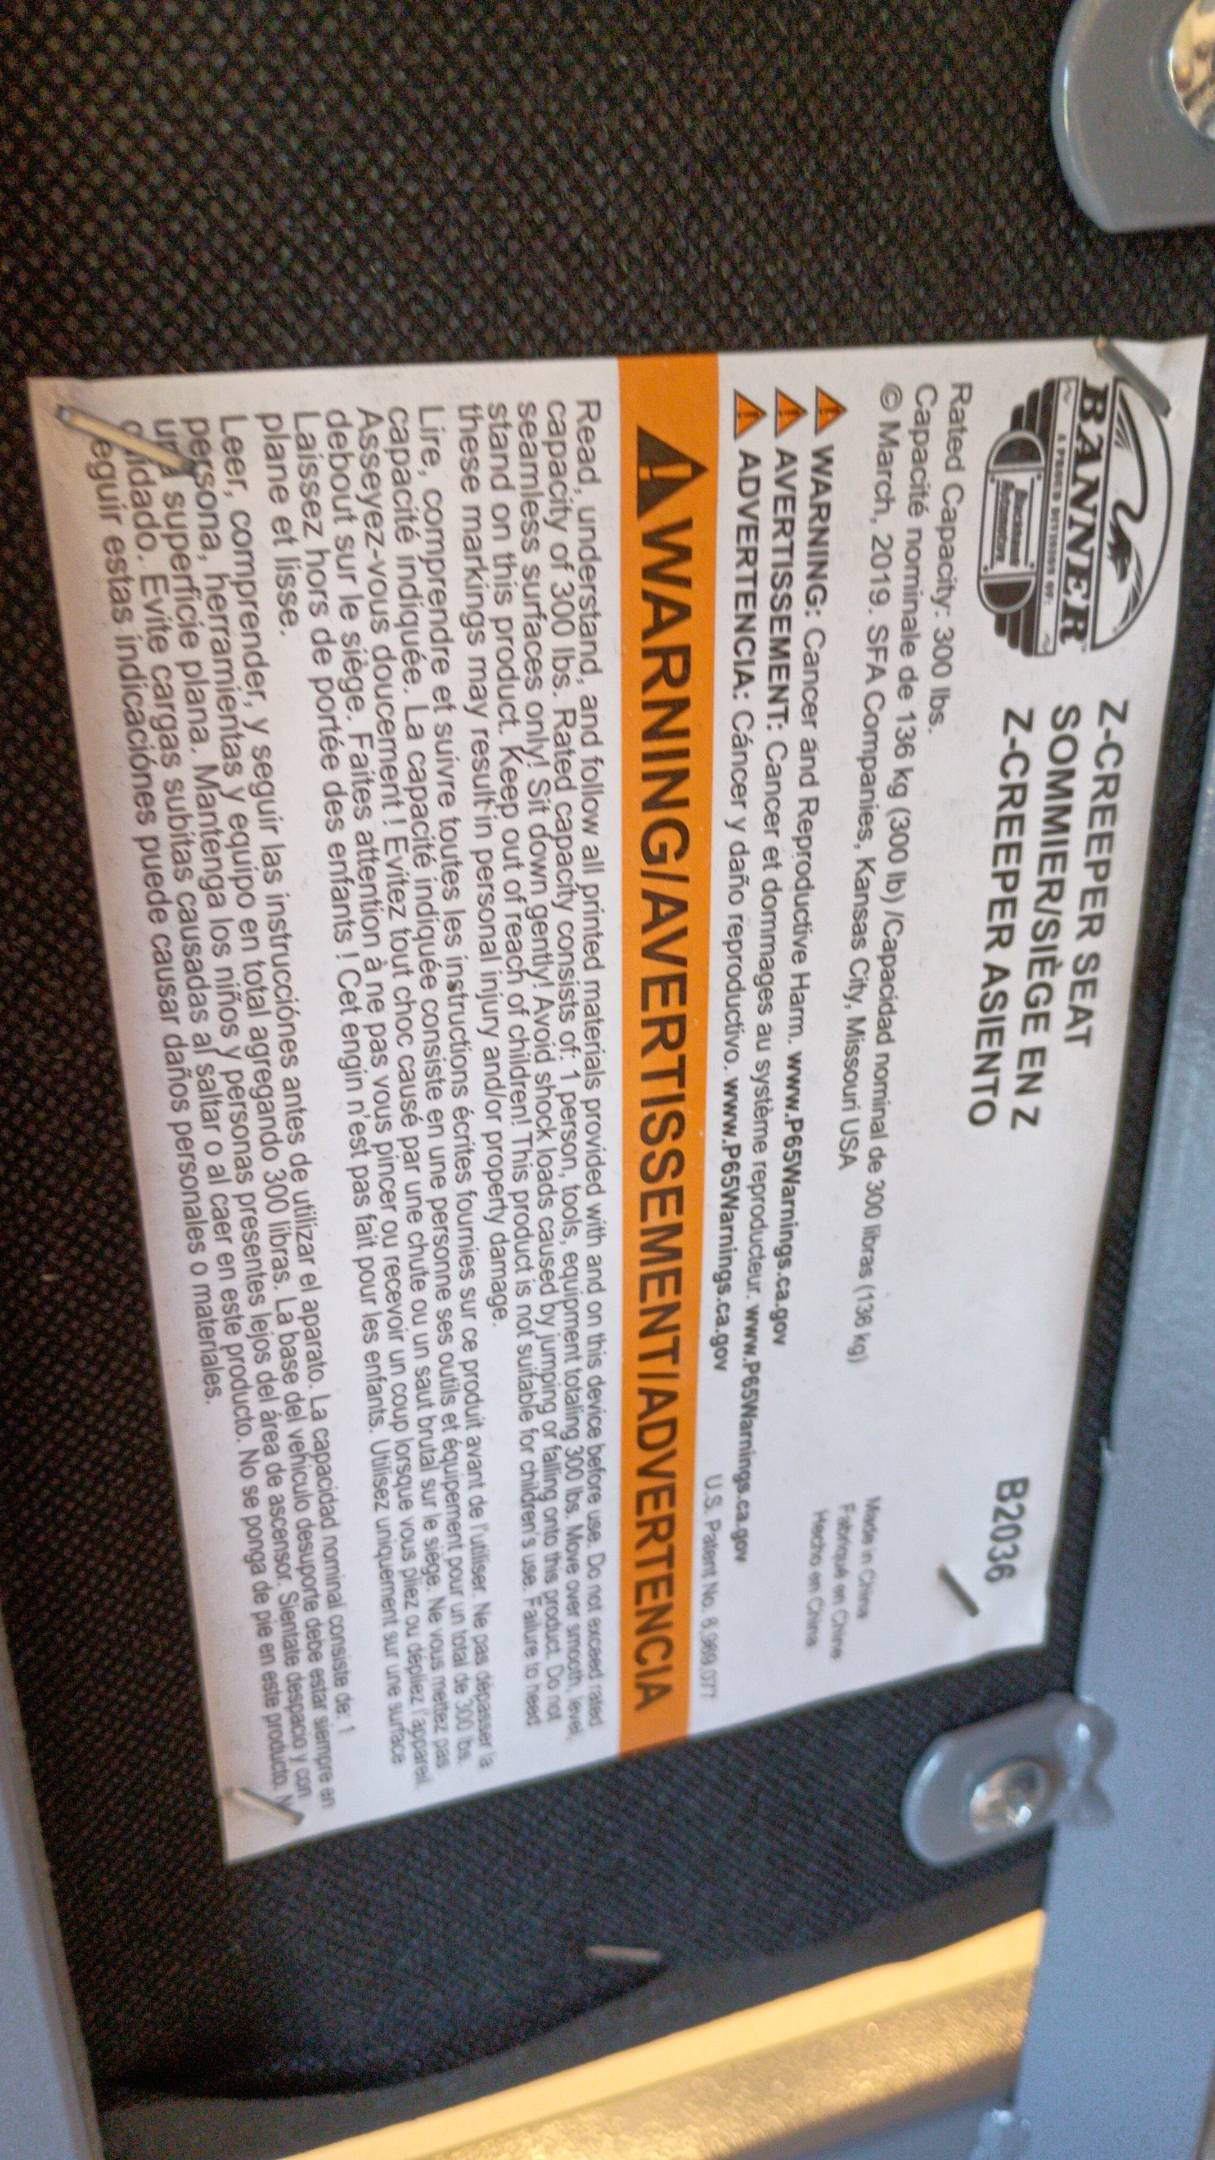 BANNER
A PROUD DIVISION OF:
Z-CREEPER SEAT
SOMMIER/SIÈGE EN Z
Z-CREEPER ASIENTO
B2036
Rated Capacity: 300 lbs.
Capacité nominale de 136 kg (300 lb) /Capacidad nominal de 300 libras (136 kg)
© March, 2019. SFA Companies, Kansas City, Missouri USA
Made in China
Fabriqué en Chine
Hecho en China
WARNING: Cancer and Reproductive Harm. www.P65Warnings.ca.gov
AVERTISSEMENT: Cancer et dommages au système reproducteur. www.P65Warnings.ca.gov
ADVERTENCIA: Cáncer y daño reproductivo. www.P65Warnings.ca.gov
U.S. Patent No. 6,969,077
WARNING/AVERTISSEMENT/ADVERTENCIA
Read, understand, and follow all printed materials provided with and on this device before use. Do not exceed rated
capacity of 300 lbs. Rated capacity consists of: 1 person, tools, equipment totaling 300 lbs. Move over smooth, level,
seamless surfaces only! Sit down gently! Avoid shock loads caused by jumping or falling onto this product. Do not
stand on this product. Keep out of reach of children! This product is not suitable for children's use. Failure to heed
these markings may result in personal injury and/or property damage.
Lire, comprendre et suivre toutes les instructions écrites fournies sur ce produit avant de l'utiliser. Ne pas dépasser la
capacité indiquée. La capacité indiquée consiste en une personne ses outils et équipement pour un total de 300 lbs.
Asseyez-vous doucement ! Evitez tout choc causé par une chute ou un saut brutal sur le siège. Ne vous mettez pas
debout sur le siège. Faites attention à ne pas vous pincer ou recevoir un coup lorsque vous pliez ou dépliez l'appareil.
Laissez hors de portée des enfants ! Cet engin n'est pas fait pour les enfants. Utilisez uniquement sur une surface
plane et lisse.
Leer, comprender, y seguir las instrucciónes antes de utilizar el aparato. La capacidad nominal consiste de: 1
persona, herramientas y equipo en total agregando 300 libras. La base del vehiculo desuporte debe estar siempre en
una superficie plana. Mantenga los niños y personas presentes lejos del área de ascensor. Sientate despacio y con
cuidado. Evite cargas subitas causadas al saltar o al caer en este producto. No se ponga de pie en este producto. N
eguir estas indicaciónes puede causar daños personales o materiales.